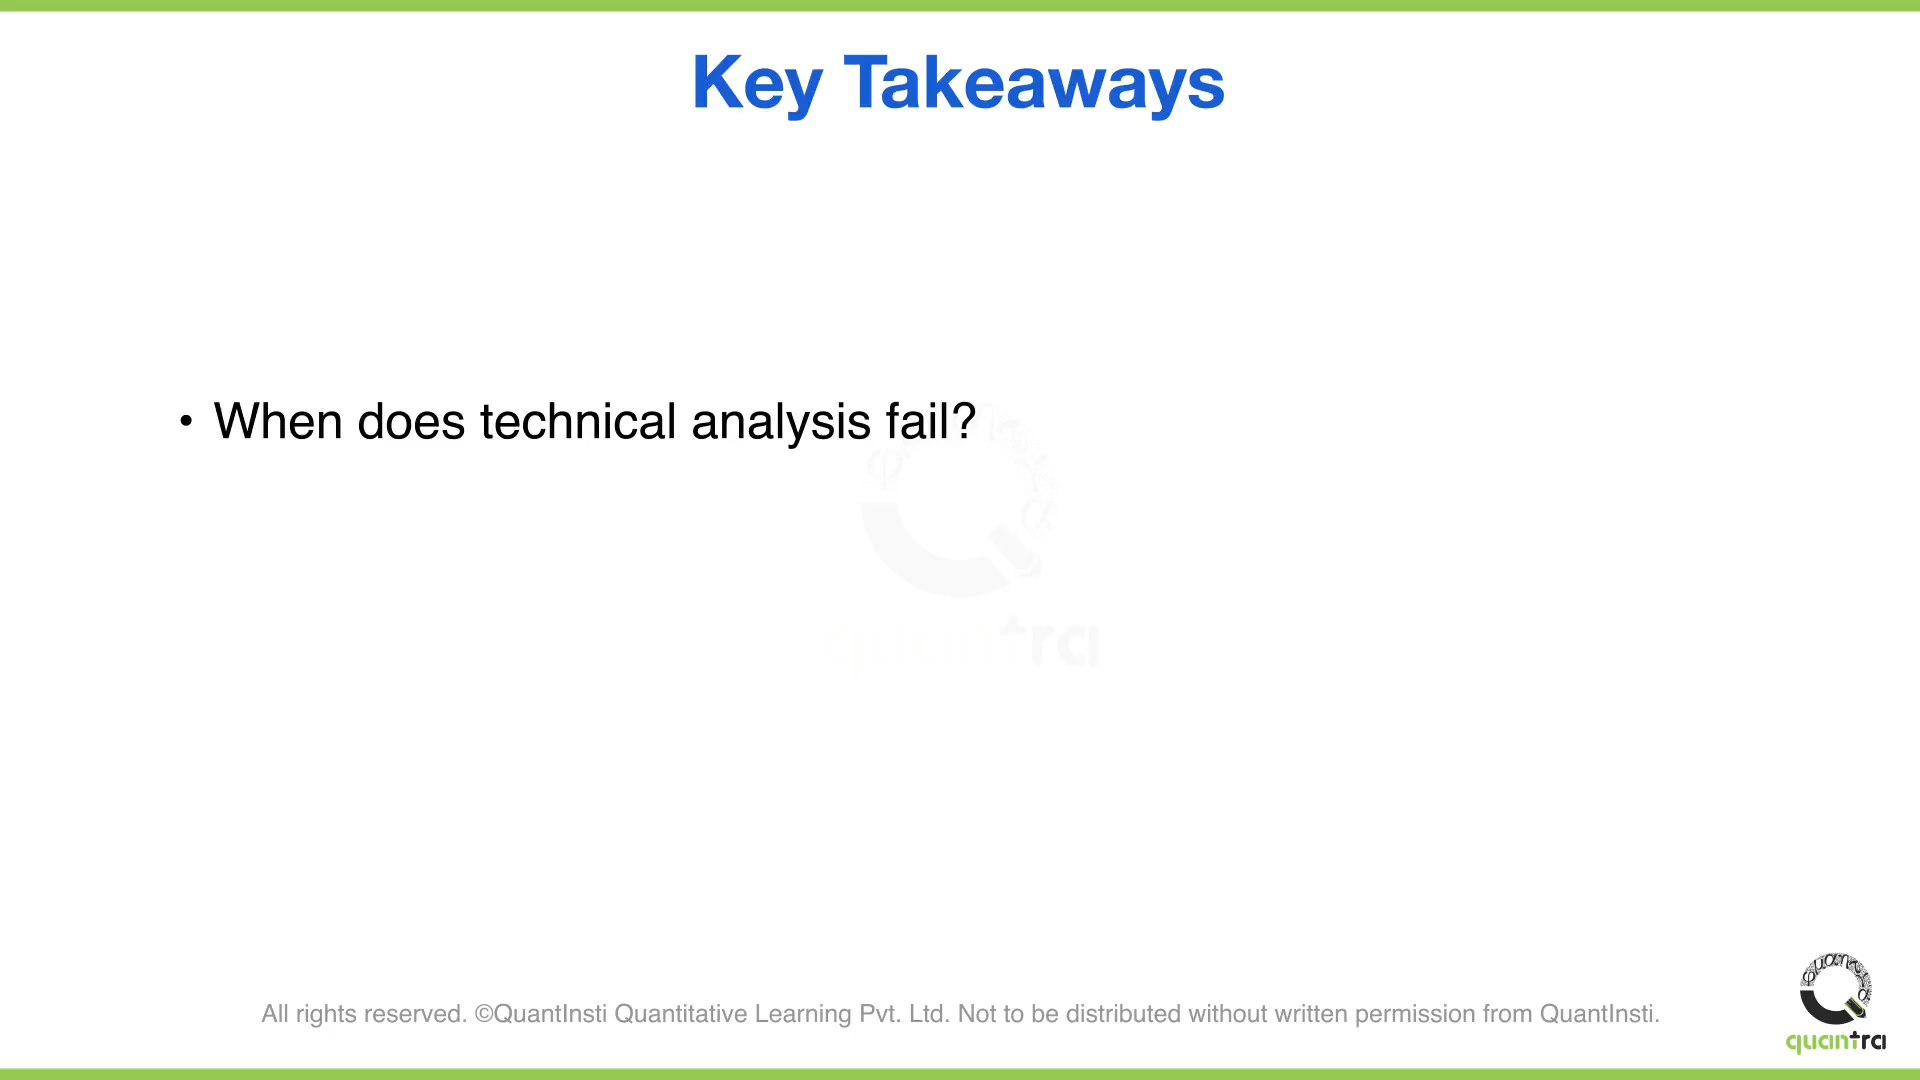 Key Takeaways
• When does technical analysis fail?
quantra
All rights reserved. ©QuantInsti Quantitative Learning Pvt. Ltd. Not to be distributed without written permission from QuantInsti.
quantra